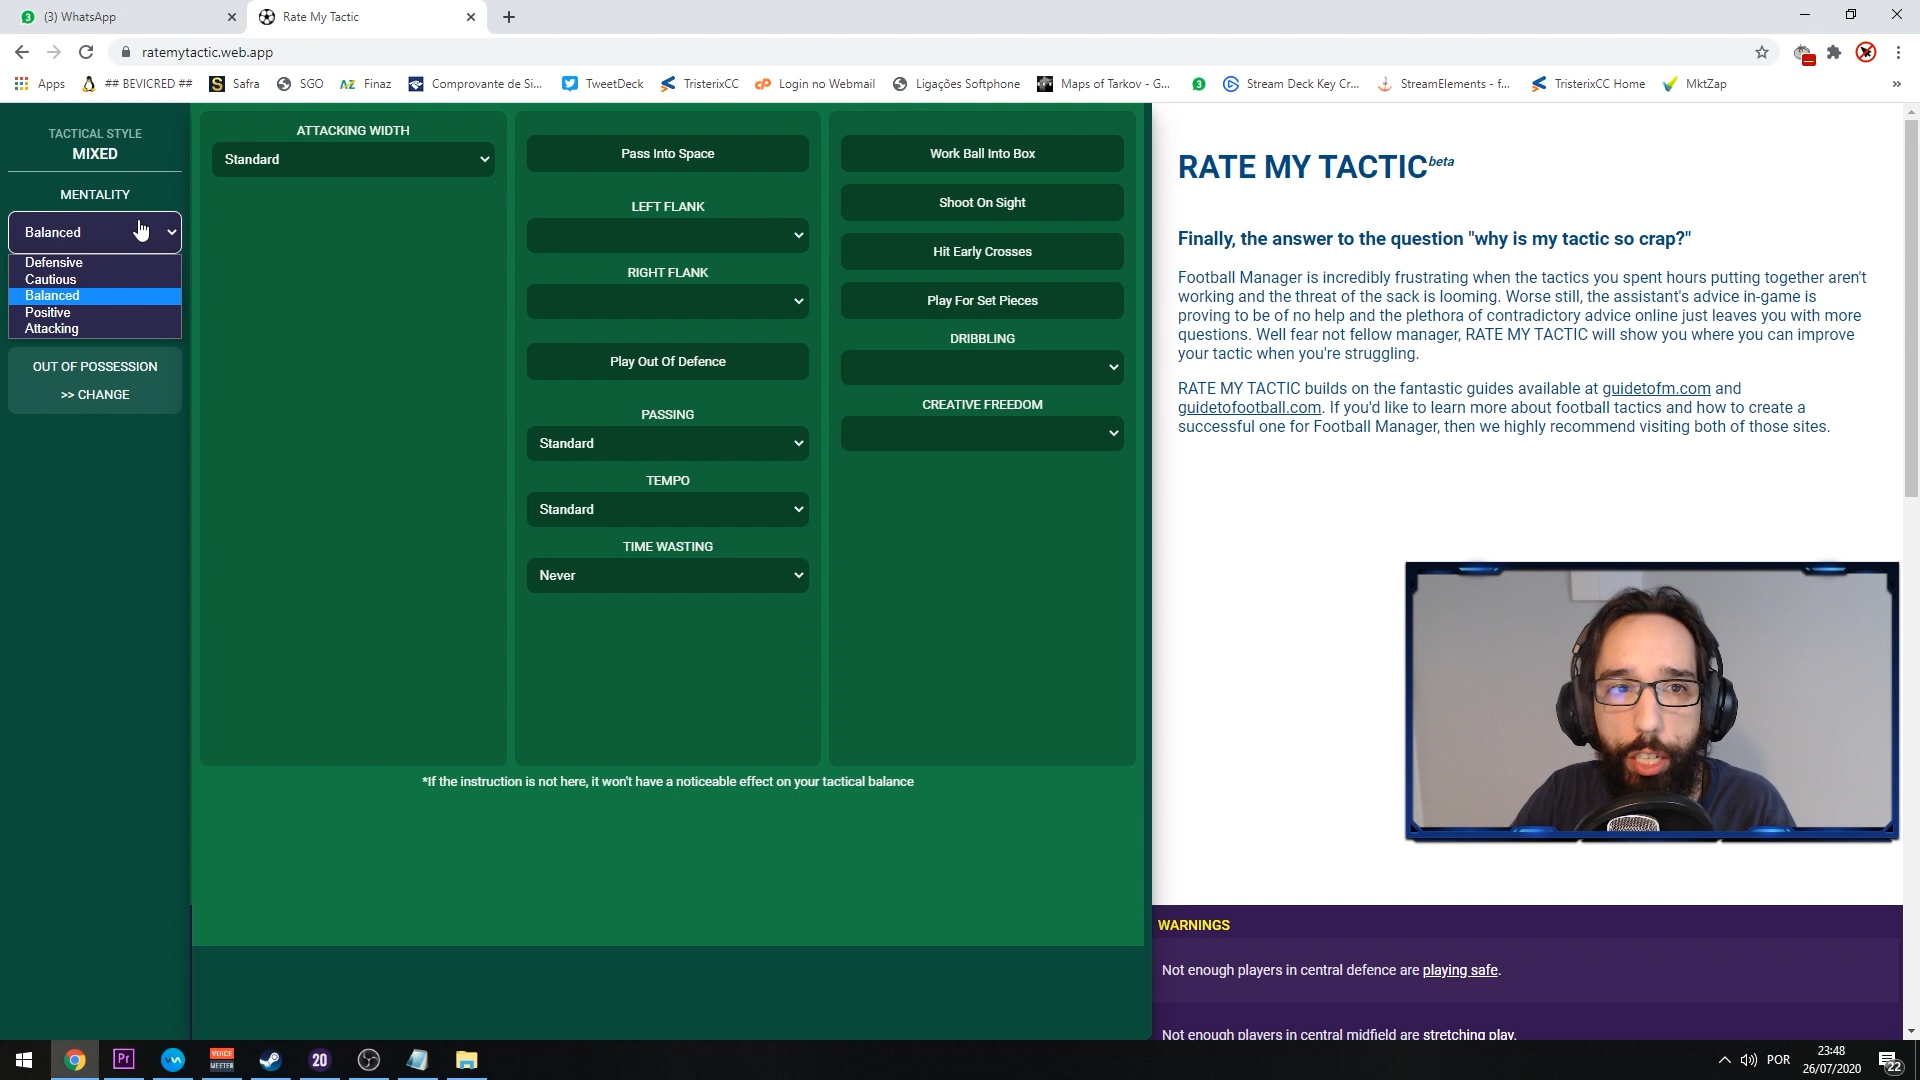 (3) WhatsApp
Rate My Tactic
ratemytactic.web.app
Apps
## BEVICRED ##
Safra
SGO
Finaz
Comprovante de Si...
TweetDeck
TristerixCC
Login no Webmail
Ligações Softphone
Maps of Tarkov - G...
Stream Deck Key Cr...
StreamElements - f...
TristerixCC Home
MktZap
TACTICAL STYLE
MIXED
MENTALITY
Balanced
Defensive
Cautious
Balanced
Positive
Attacking
OUT OF POSSESSION
>> CHANGE
ATTACKING WIDTH
Standard
Pass Into Space
LEFT FLANK
RIGHT FLANK
Play Out Of Defence
PASSING
Standard
TEMPO
Standard
TIME WASTING
Never
Work Ball Into Box
Shoot On Sight
Hit Early Crosses
Play For Set Pieces
DRIBBLING
CREATIVE FREEDOM
*If the instruction is not here, it won't have a noticeable effect on your tactical balance
RATE MY TACTIC beta
Finally, the answer to the question "why is my tactic so crap?"
Football Manager is incredibly frustrating when the tactics you spent hours putting together aren't
working and the threat of the sack is looming. Worse still, the assistant's advice in-game is
proving to be of no help and the plethora of contradictory advice online just leaves you with more
questions. Well fear not fellow manager, RATE MY TACTIC will show you where you can improve
your tactic when you're struggling.
RATE MY TACTIC builds on the fantastic guides available at guidetofm.com and
guidetofootball.com. If you'd like to learn more about football tactics and how to create a
successful one for Football Manager, then we highly recommend visiting both of those sites.
WARNINGS
Not enough players in central defence are playing safe.
Not enough players in central midfield are stretching play.
Pr
VOICE
MEETER
20
POR
23:48
26/07/2020
22